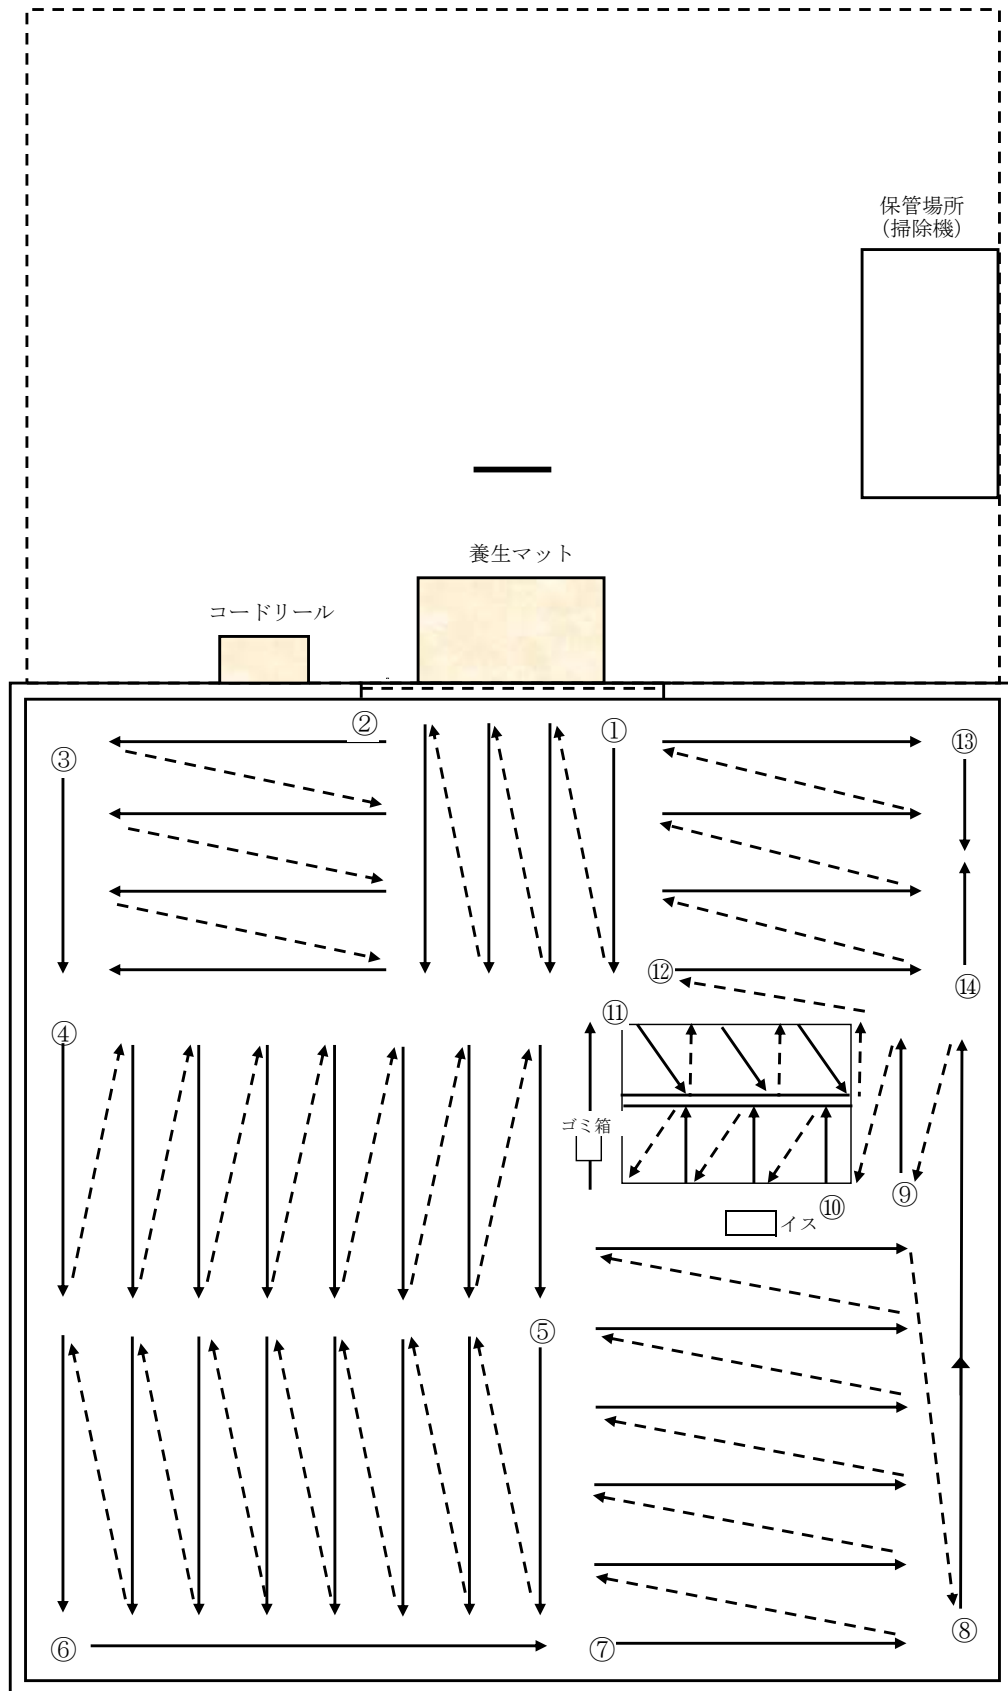 保管場所
（掃除機）
養生マット
コードリール
②
①
⑬
③
⑫
⑭
⑪
④
ゴミ箱
⑨
⑩
イス
⑤
⑧
⑥
⑦